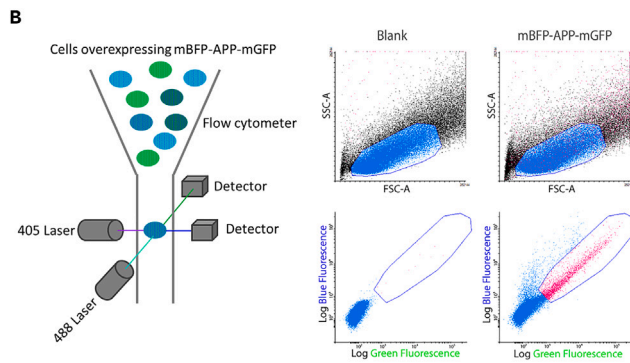 B
Cells overexpressing mBFP-APP-mGFP
Flow cytometer
Detector
405 Laser
Detector
488 Laser
Blank
mBFP-APP-mGFP
SSC-A
SSC-A
FSC-A
FSC-A
Log Blue Fluorescence
Log Blue Fluorescence
Log Green Fluorescence
Log Green Fluorescence